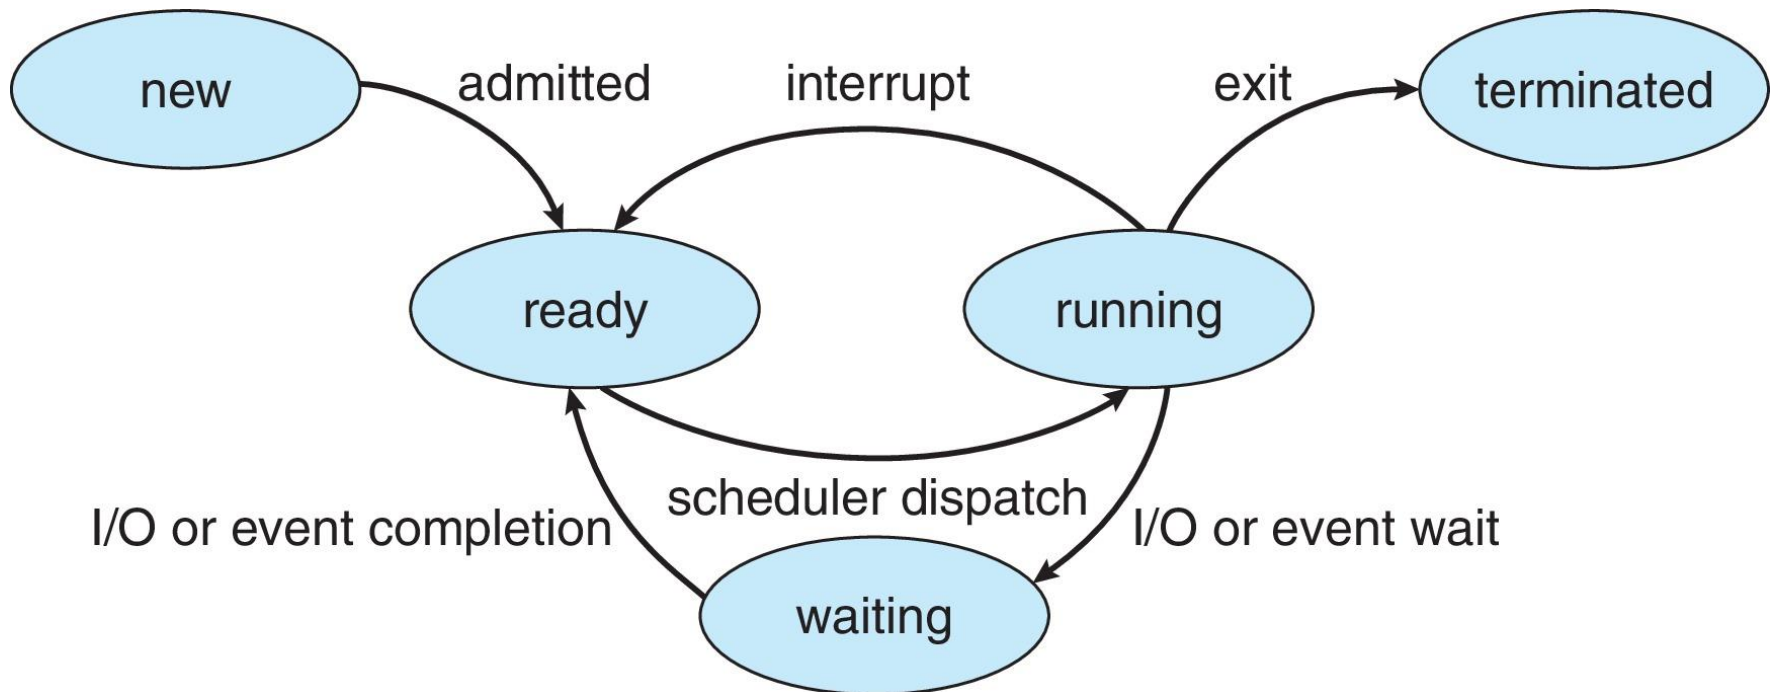 new
admitted
interrupt
exit
terminated
ready
running
scheduler dispatch
I/O or event completion
I/O or event wait
waiting